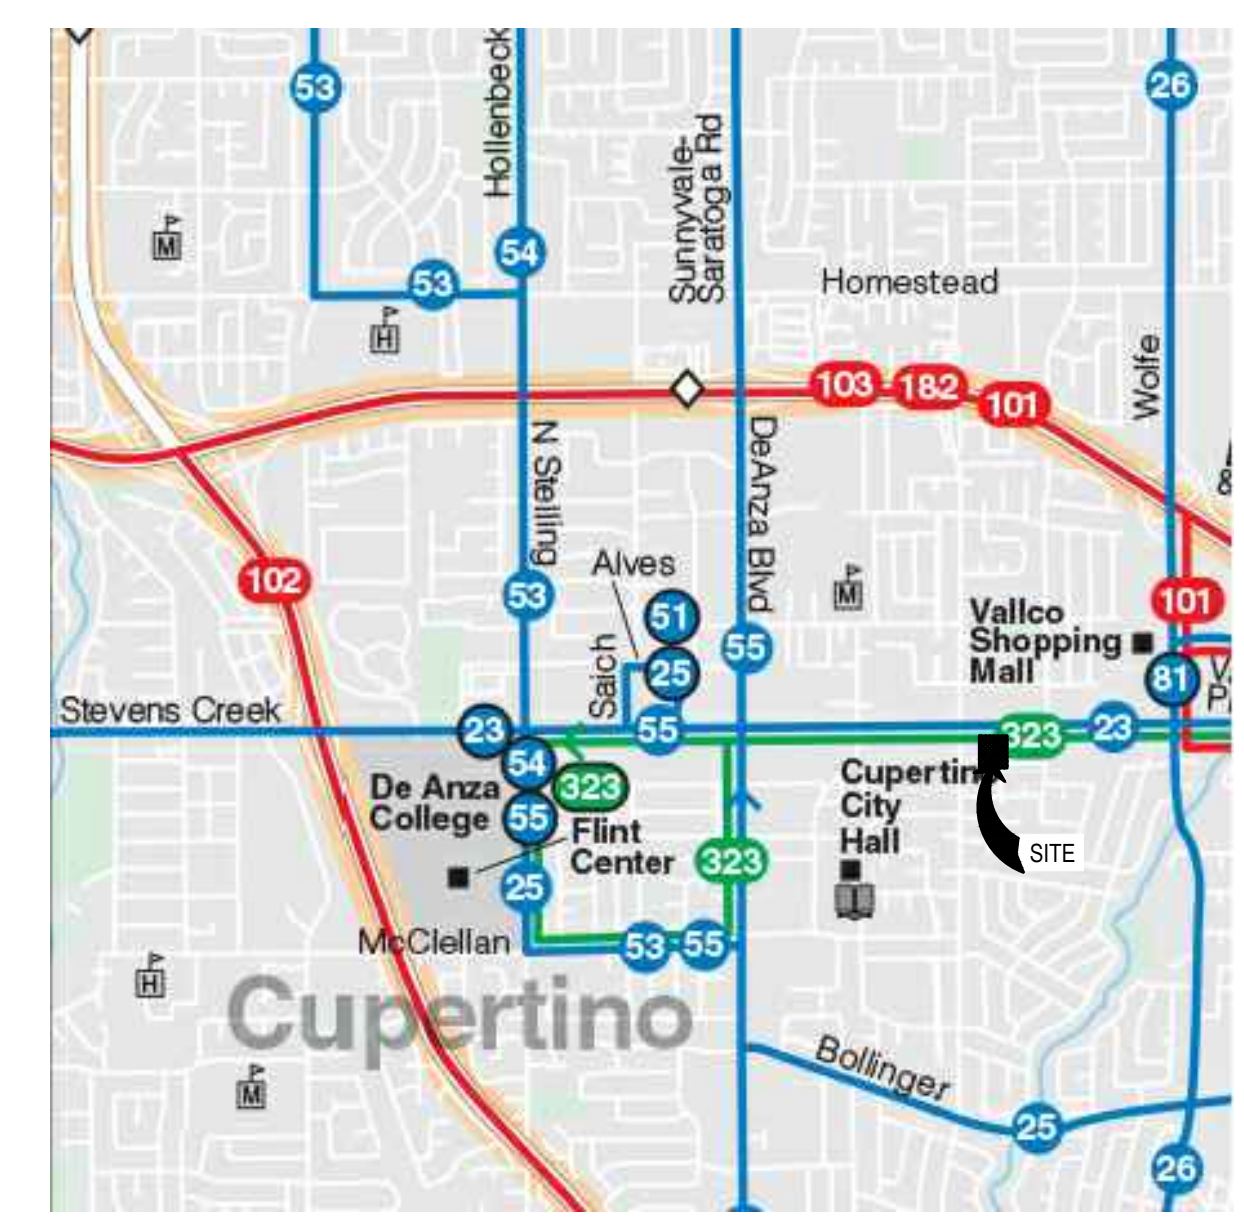 53
Hollenbeck
Sunnyvale-
Saratoga Rd
26
M
54
53
Homestead
H
Wolfe
103
182
101
N Stelling
DeAnza Blvd
&
102
Alves
53
51
M
Vallco
Shopping
Mall
101
Saich
25
55
81
Stevens Creek
23
55
323
23
54
323
De Anza
College
55
Flint
Center
Cupertin
City
Hall
SITE
323
25
McClellan
53
55
H
Cupertino
M
Bollinger
25
26